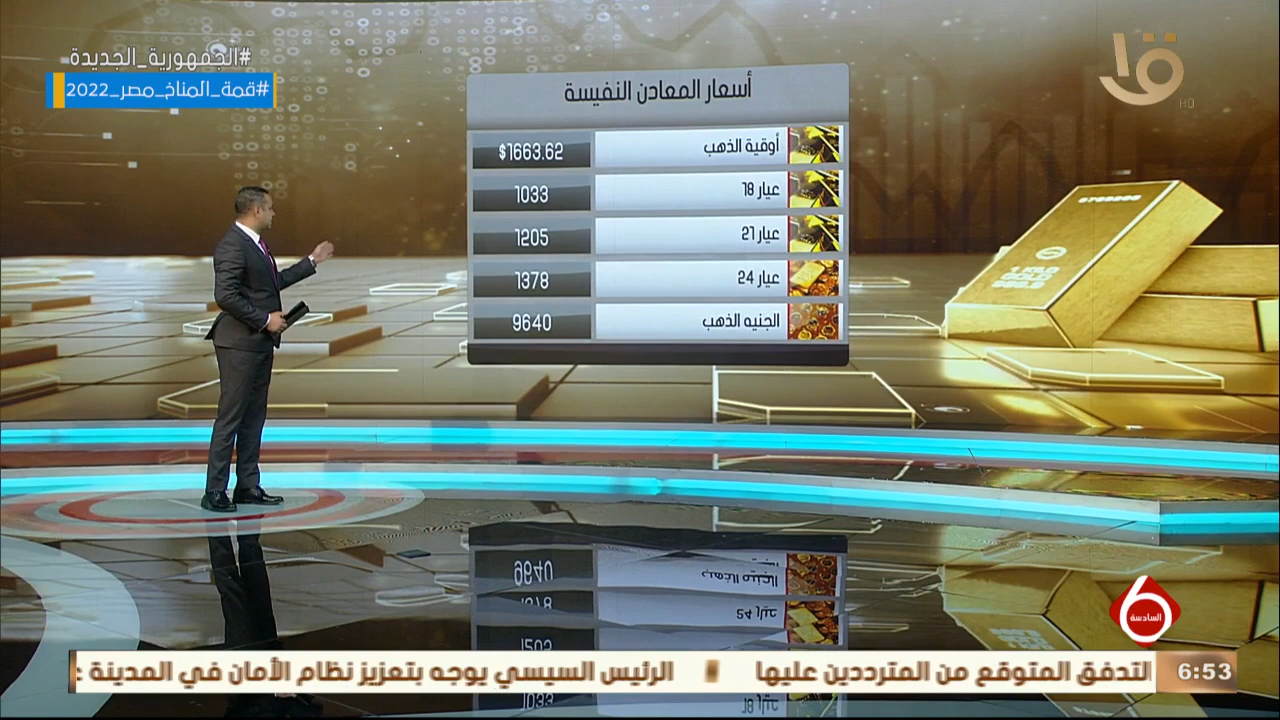 #الجمهورية_الجديدة
#قمة_المناخ_مصر_2022
HD
أسعار المعادن النفيسة
أوقية الذهب $1663.62
عيار 18 1033
عيار 21 1205
عيار 24 1378
الجنيه الذهب 9640
السادسة
6:53 التدفق المتوقع من المترددين عليها الرئيس السيسي يوجه بتعزيز نظام الأمان في المدينة